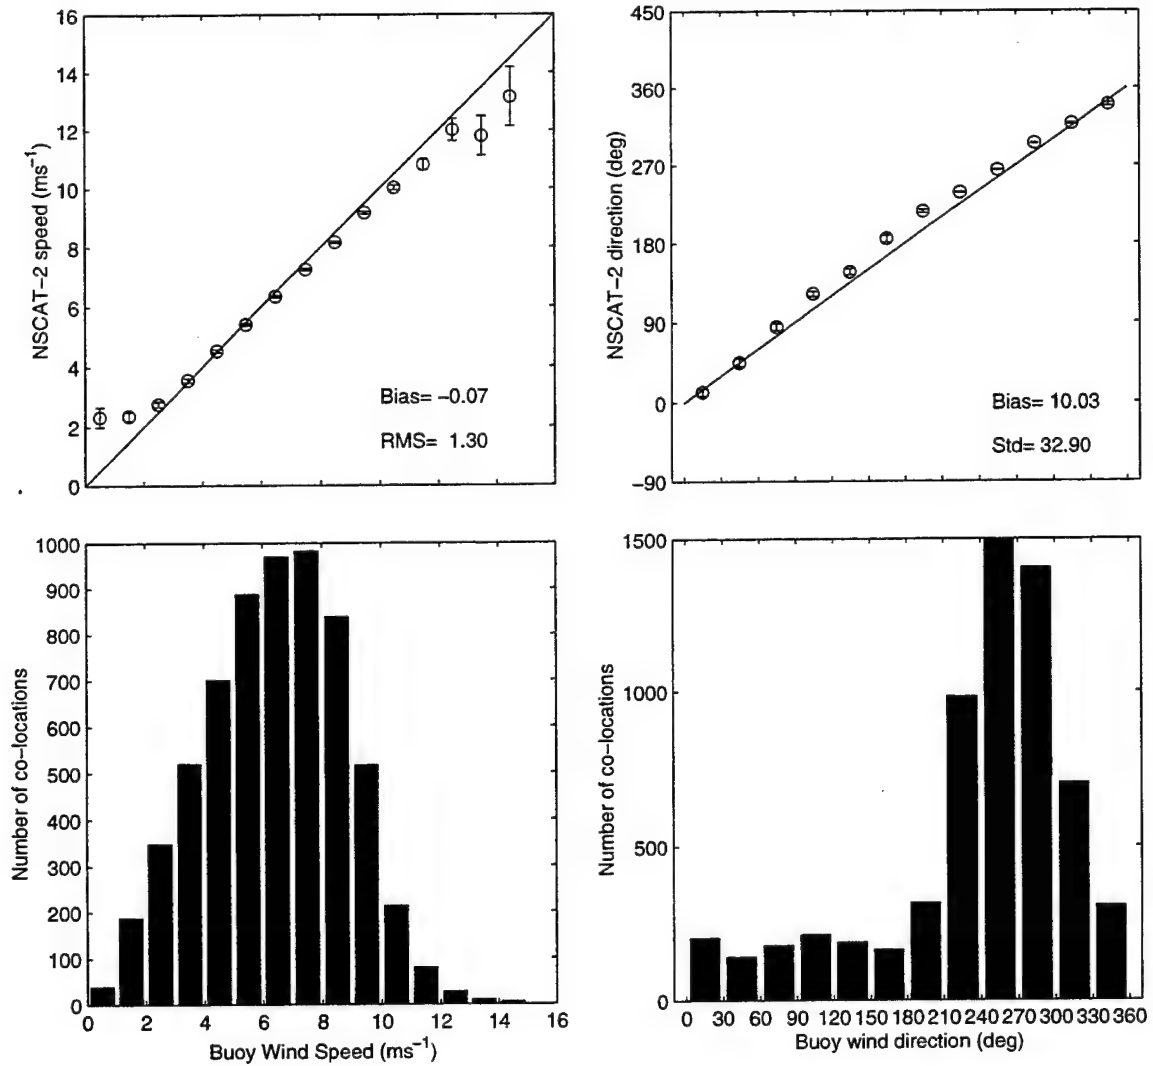 16
14
12
10
8
6
4
2
0
NSCAT-2 speed (ms⁻¹)
Bias= -0.07
RMS= 1.30
450
360
270
180
90
0
-90
NSCAT-2 direction (deg)
Bias= 10.03
Std= 32.90
1000
900
800
700
600
500
400
300
200
100
0
Number of co-locations
0 2 4 6 8 10 12 14 16
Buoy Wind Speed (ms⁻¹)
1500
1000
500
0
Number of co-locations
0 30 60 90 120 150 180 210 240 270 300 330 360
Buoy wind direction (deg)